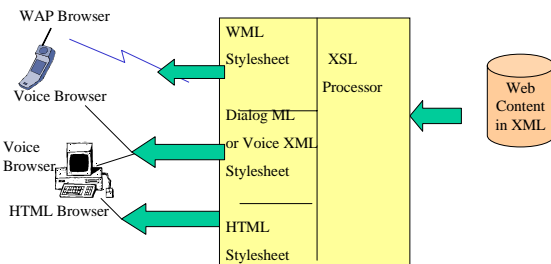 WAP Browser
Voice Browser
Voice
Browser
HTML Browser
WML
Stylesheet
Dialog ML
or Voice XML
Stylesheet
HTML
Stylesheet
XSL
Processor
Web
Content
in XML